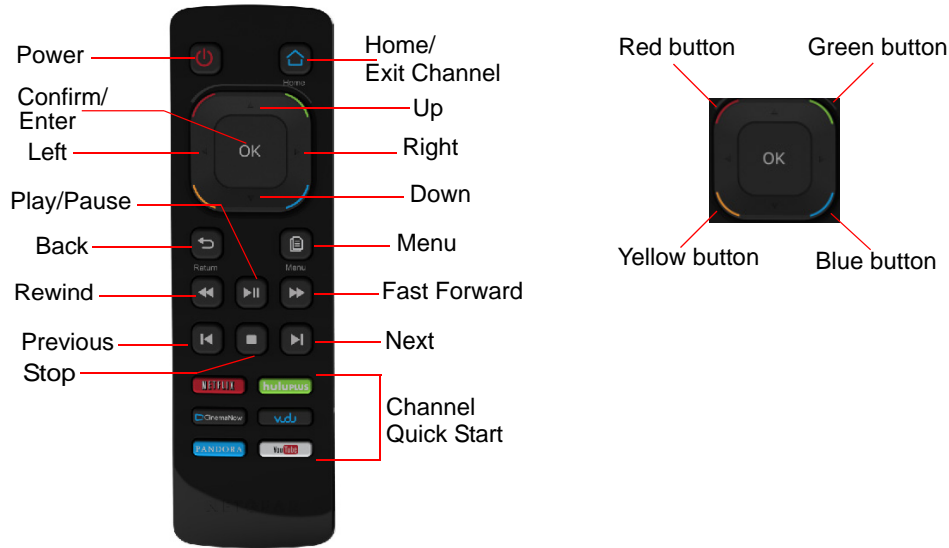 Power
Home/
Exit Channel
Confirm/
Enter
Up
Left
Right
Play/Pause
Down
Back
Menu
Rewind
Fast Forward
Previous
Next
Stop
Channel
Quick Start
Home
OK
Return
Menu
NETFLIX
huluPLUS
CinemaNow
vudu
PANDORA
YouTube
Red button
Green button
OK
Yellow button
Blue button